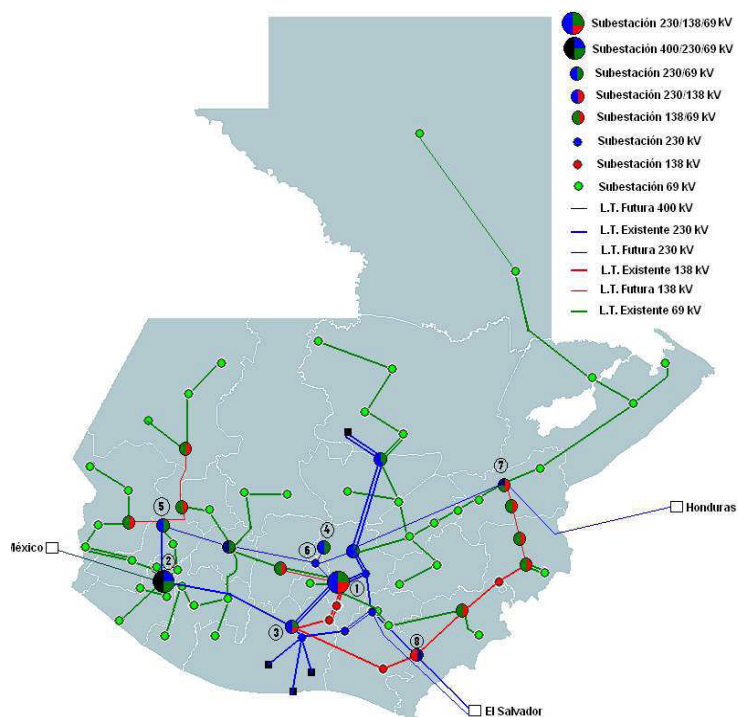 Subestación 230/138/69 kV
Subestación 400/230/69 kV
Subestación 230/69 kV
Subestación 230/138 kV
Subestación 138/69 kV
Subestación 230 kV
Subestación 138 kV
Subestación 69 kV
L.T. Futura 400 kV
L.T. Existente 230 kV
L.T. Futura 230 kV
L.T. Existente 138 kV
L.T. Futura 138 kV
L.T. Existente 69 kV
7
5
Honduras
4
6
México
2
1
3
8
El Salvador